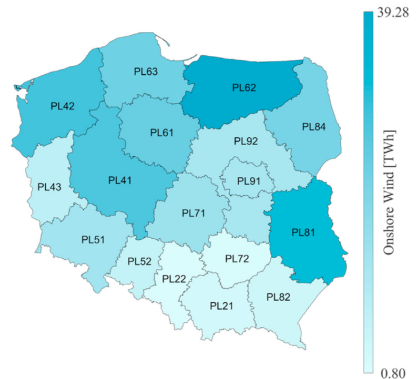 39.28
PL63
PL62
PL42
PL84
PL61
PL92
PL43
PL41
PL91
PL71
PL81
PL51
PL52
PL72
PL22
PL21
PL82
Onshore Wind [TWh]
0.80